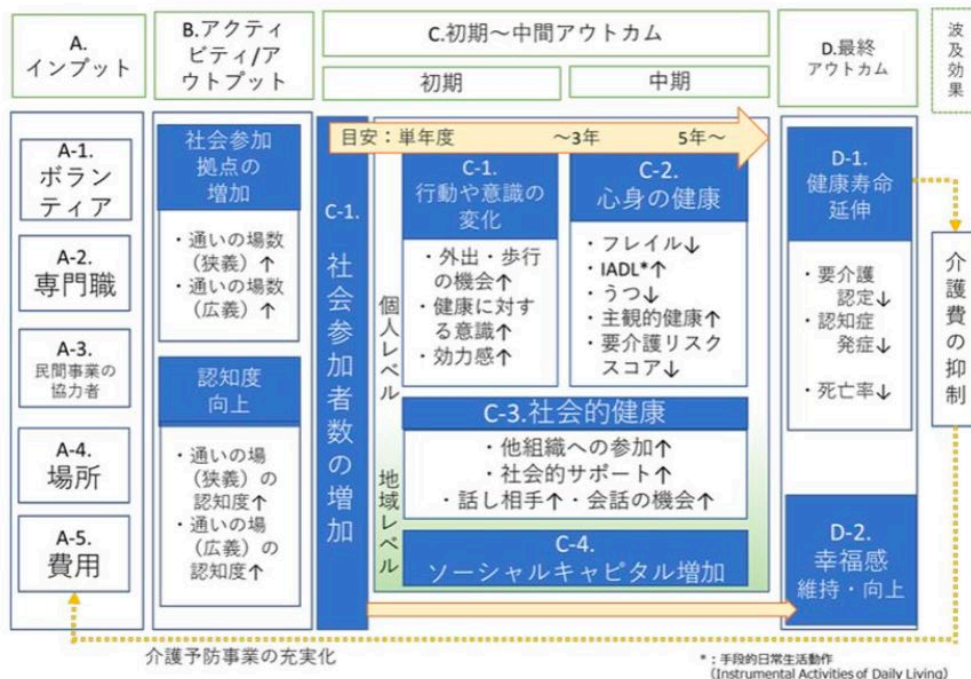 A.
インプット
B.アクティ
ビティ/ア
ウトプット
C.初期～中間アウトカム
初期
中期
D.最終
アウトカム
波及効果
A-1.
ボラン
ティア
A-2.
専門職
A-3.
民間事業の
協力者
A-4.
場所
A-5.
費用
社会参加
拠点の
増加
・通いの場数
（狭義）↑
・通いの場数
（広義）↑
認知度
向上
・通いの場
（狭義）の
認知度↑
・通いの場
（広義）の
認知度↑
C-1.
社会参加者数の増加
目安：単年度 ～3年 5年～
個人レベル
地域レベル
C-1.
行動や意識の
変化
・外出・歩行
の機会↑
・健康に対す
る意識↑
・効力感↑
C-2.
心身の健康
・フレイル↓
・IADL*↑
・うつ↓
・主観的健康↑
・要介護リスク
スコア↓
C-3.社会的健康
・他組織への参加↑
・社会的サポート↑
・話し相手↑・会話の機会↑
C-4.
ソーシャルキャピタル増加
D-1.
健康寿命
延伸
・要介護
認定↓
・認知症
発症↓
・死亡率↓
D-2.
幸福感
維持・向上
介護費の抑制
介護予防事業の充実化
*：手段的日常生活動作
（Instrumental Activities of Daily Living）